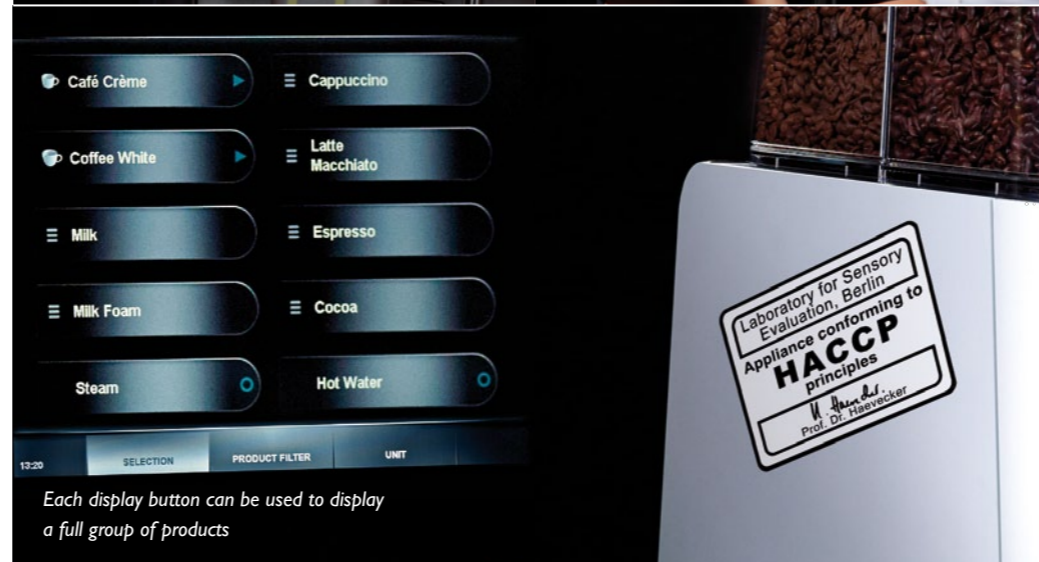 Café Crème
Cappuccino
Coffee White
Latte
Macchiato
Milk
Espresso
Milk Foam
Cocoa
Steam
Hot Water
13:20
SELECTION
PRODUCT FILTER
UNIT
Each display button can be used to display
a full group of products
Laboratory for Sensory
Evaluation, Berlin
Appliance conforming to
HACCP
principles
Prof. Dr. Haevecker